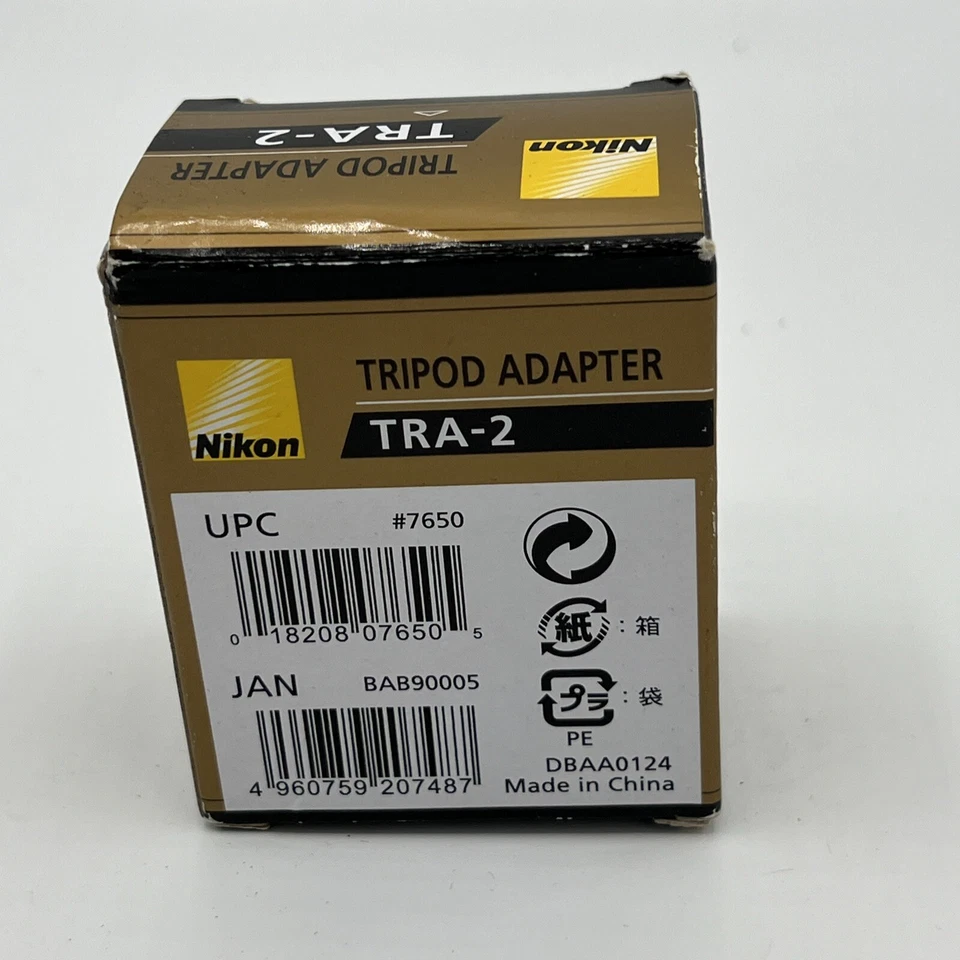 TRA-2
TRIPOD ADAPTER
Nikon
Nikon
TRIPOD ADAPTER
TRA-2
UPC #7650
0 18208 07650 5
JAN BAB90005
4 960759 207487
紙 : 箱
プラ : 袋
PE
DBAA0124
Made in China